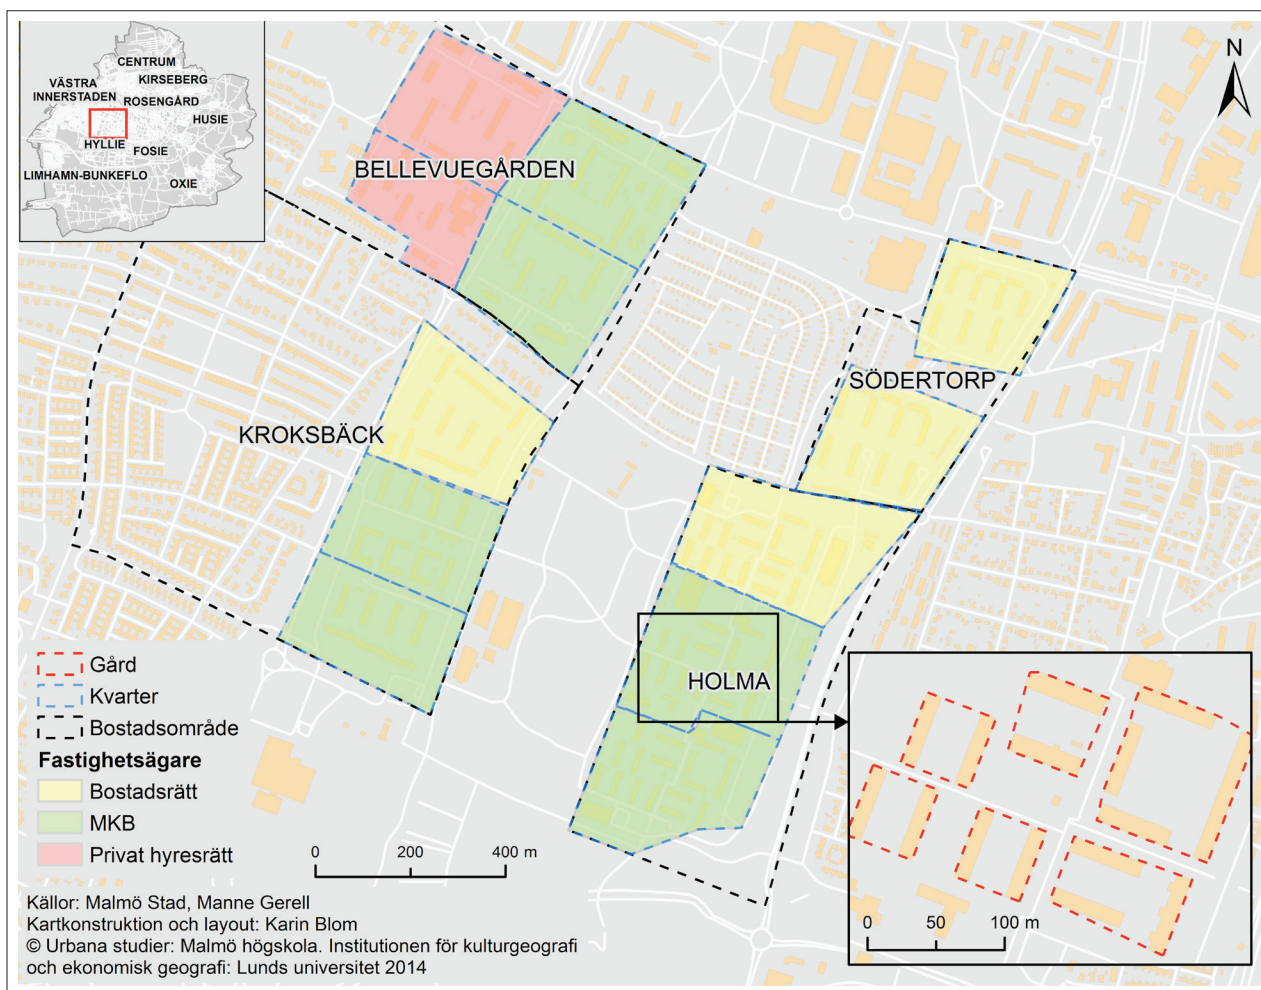 CENTRUM
KIRSEBERG
VÄSTRA
INNERSTADEN
ROSENGÅRD
HUSIE
HYLLIE
FOSIE
LIMHAMN-BUNKEFLO
OXIE
N
BELLEVUEGÅRDEN
SÖDERTORP
KROKSBÄCK
HOLMA
Gård
Kvarter
Bostadsområde
Fastighetsägare
Bostadsrätt
MKB
Privat hyresrätt
0 200 400 m
0 50 100 m
Källor: Malmö Stad, Manne Gerell
Kartkonstruktion och layout: Karin Blom
© Urbana studier: Malmö högskola. Institutionen för kulturgeografi
och ekonomisk geografi: Lunds universitet 2014